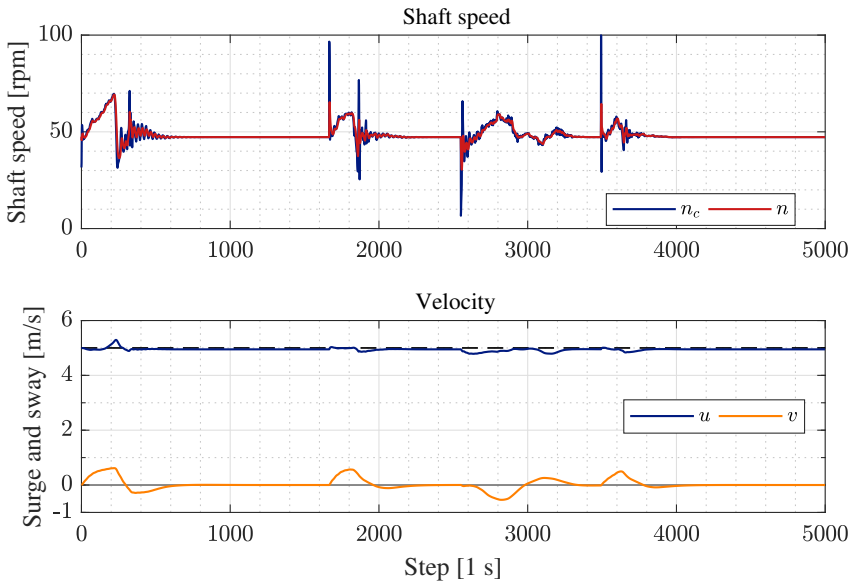 Shaft speed
Shaft speed [rpm]
100
50
0
n_c n
0 1000 2000 3000 4000 5000
Velocity
Surge and sway [m/s]
6
4
2
0
-1
u v
0 1000 2000 3000 4000 5000
Step [1 s]